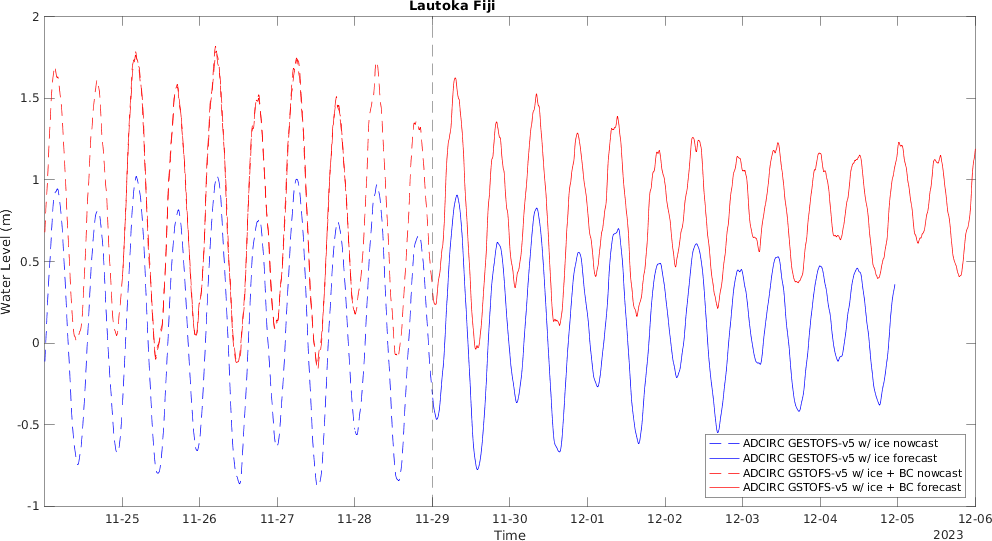 Lautoka Fiji
2
1.5
1
0.5
0
-0.5
-1
Water Level (m)
11-25 11-26 11-27 11-28 11-29 11-30 12-01 12-02 12-03 12-04 12-05 12-06
Time
2023
ADCIRC GESTOFS-v5 w/ ice nowcast
ADCIRC GESTOFS-v5 w/ ice forecast
ADCIRC GSTOFS-v5 w/ ice + BC nowcast
ADCIRC GSTOFS-v5 w/ ice + BC forecast